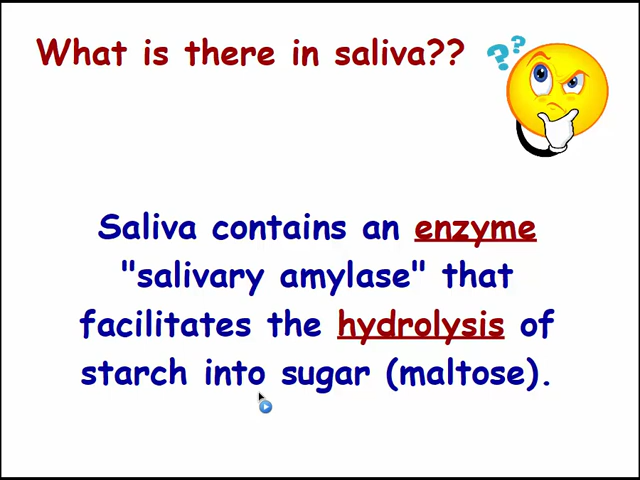 What is there in saliva??
??
Saliva contains an enzyme
"salivary amylase" that
facilitates the hydrolysis of
starch into sugar (maltose).